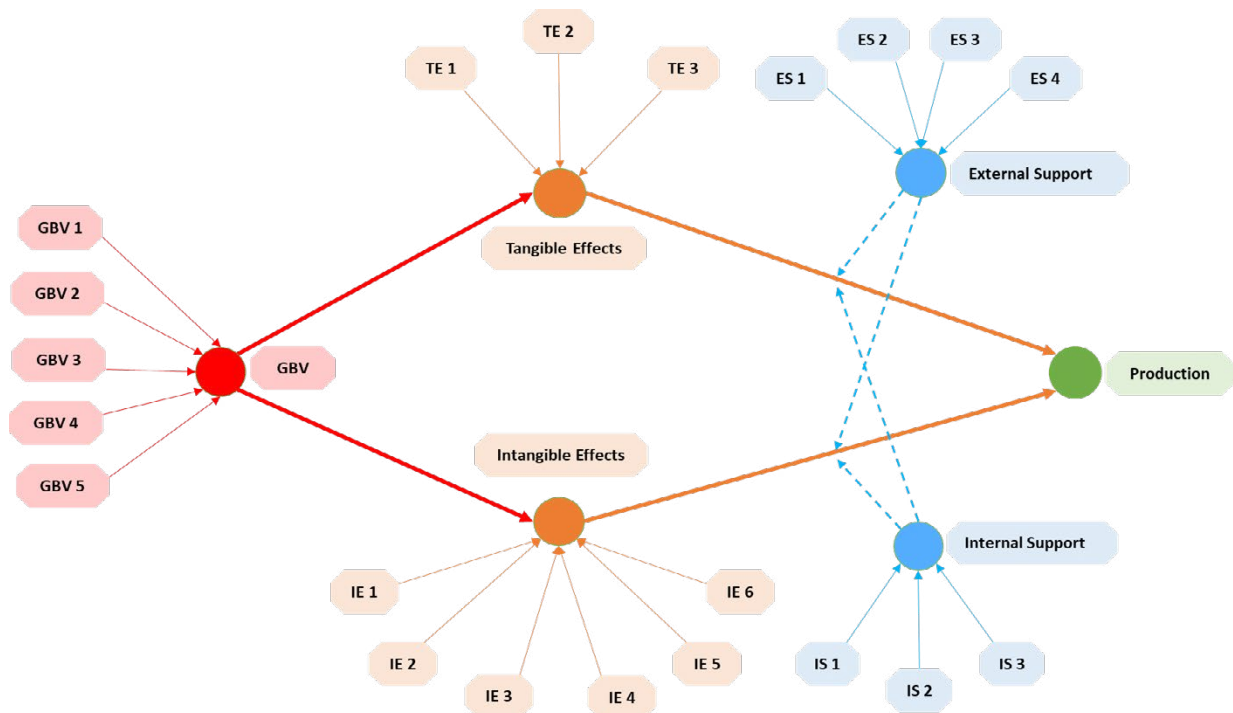 TE 1
TE 2
TE 3
ES 1
ES 2
ES 3
ES 4
External Support
Tangible Effects
GBV 1
GBV 2
GBV 3
GBV 4
GBV 5
GBV
Production
Intangible Effects
Internal Support
IE 1
IE 2
IE 3
IE 4
IE 5
IE 6
IS 1
IS 2
IS 3